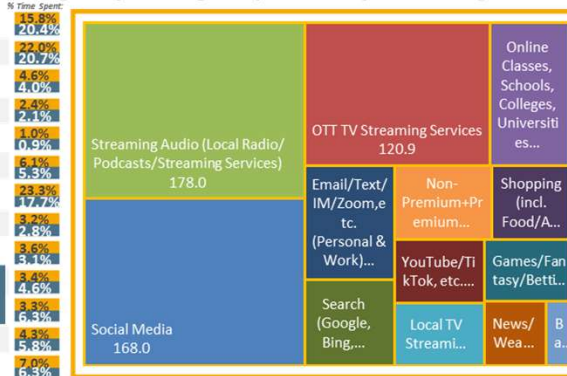 % Time Spent:
15.8%
20.4%
22.0%
20.7%
4.6%
4.0%
2.4%
2.1%
1.0%
0.9%
6.1%
5.3%
23.3%
17.7%
3.2%
2.8%
3.6%
3.1%
3.4%
4.6%
3.3%
6.3%
4.3%
5.8%
7.0%
6.3%
Streaming Audio (Local Radio/
Podcasts/Streaming Services)
178.0
Social Media
168.0
OTT TV Streaming Services
120.9
Online
Classes,
Schools,
Colleges,
Universiti
es...
Email/Text/
IM/Zoom,e
tc.
(Personal &
Work)...
Non-
Premium+Pr
emium...
Shopping
(incl.
Food/A...
YouTube/Ti
kTok, etc....
Games/Fan
tasy/Betti...
Search
(Google,
Bing,...
Local TV
Streami...
News/
Wea...
B
a...